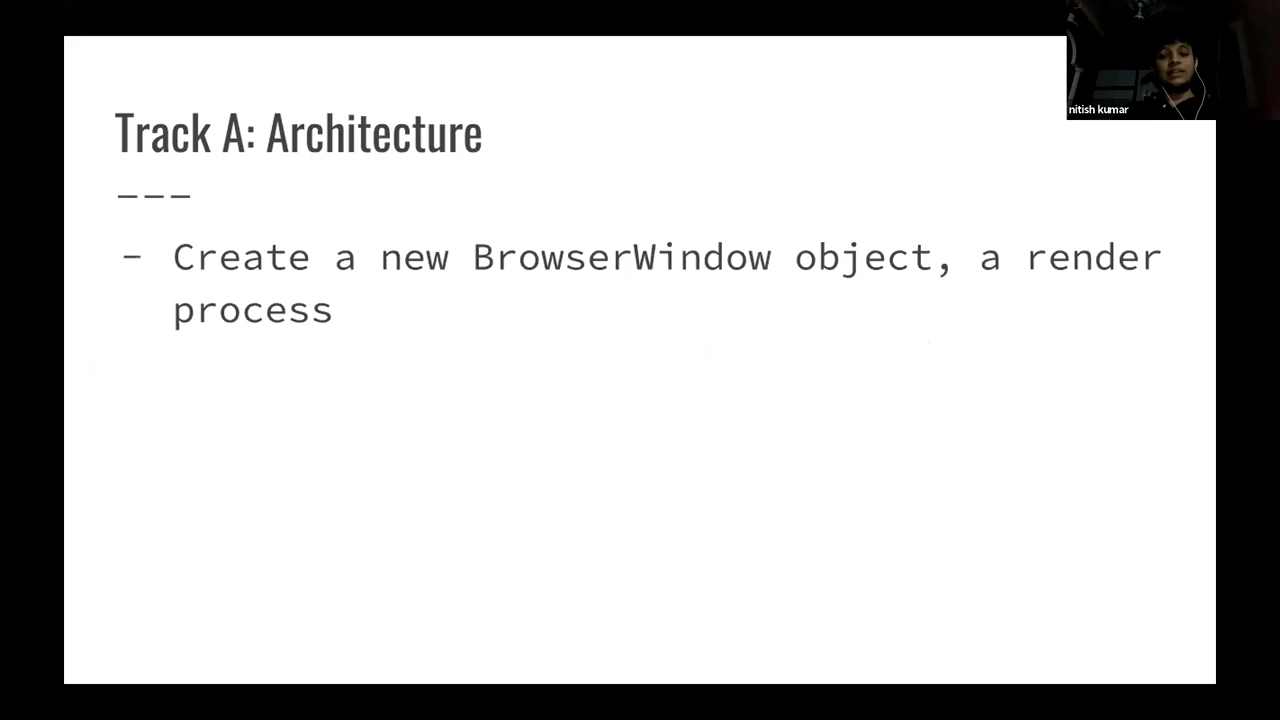 nitish kumar
Track A: Architecture
———
- Create a new BrowserWindow object, a render
process